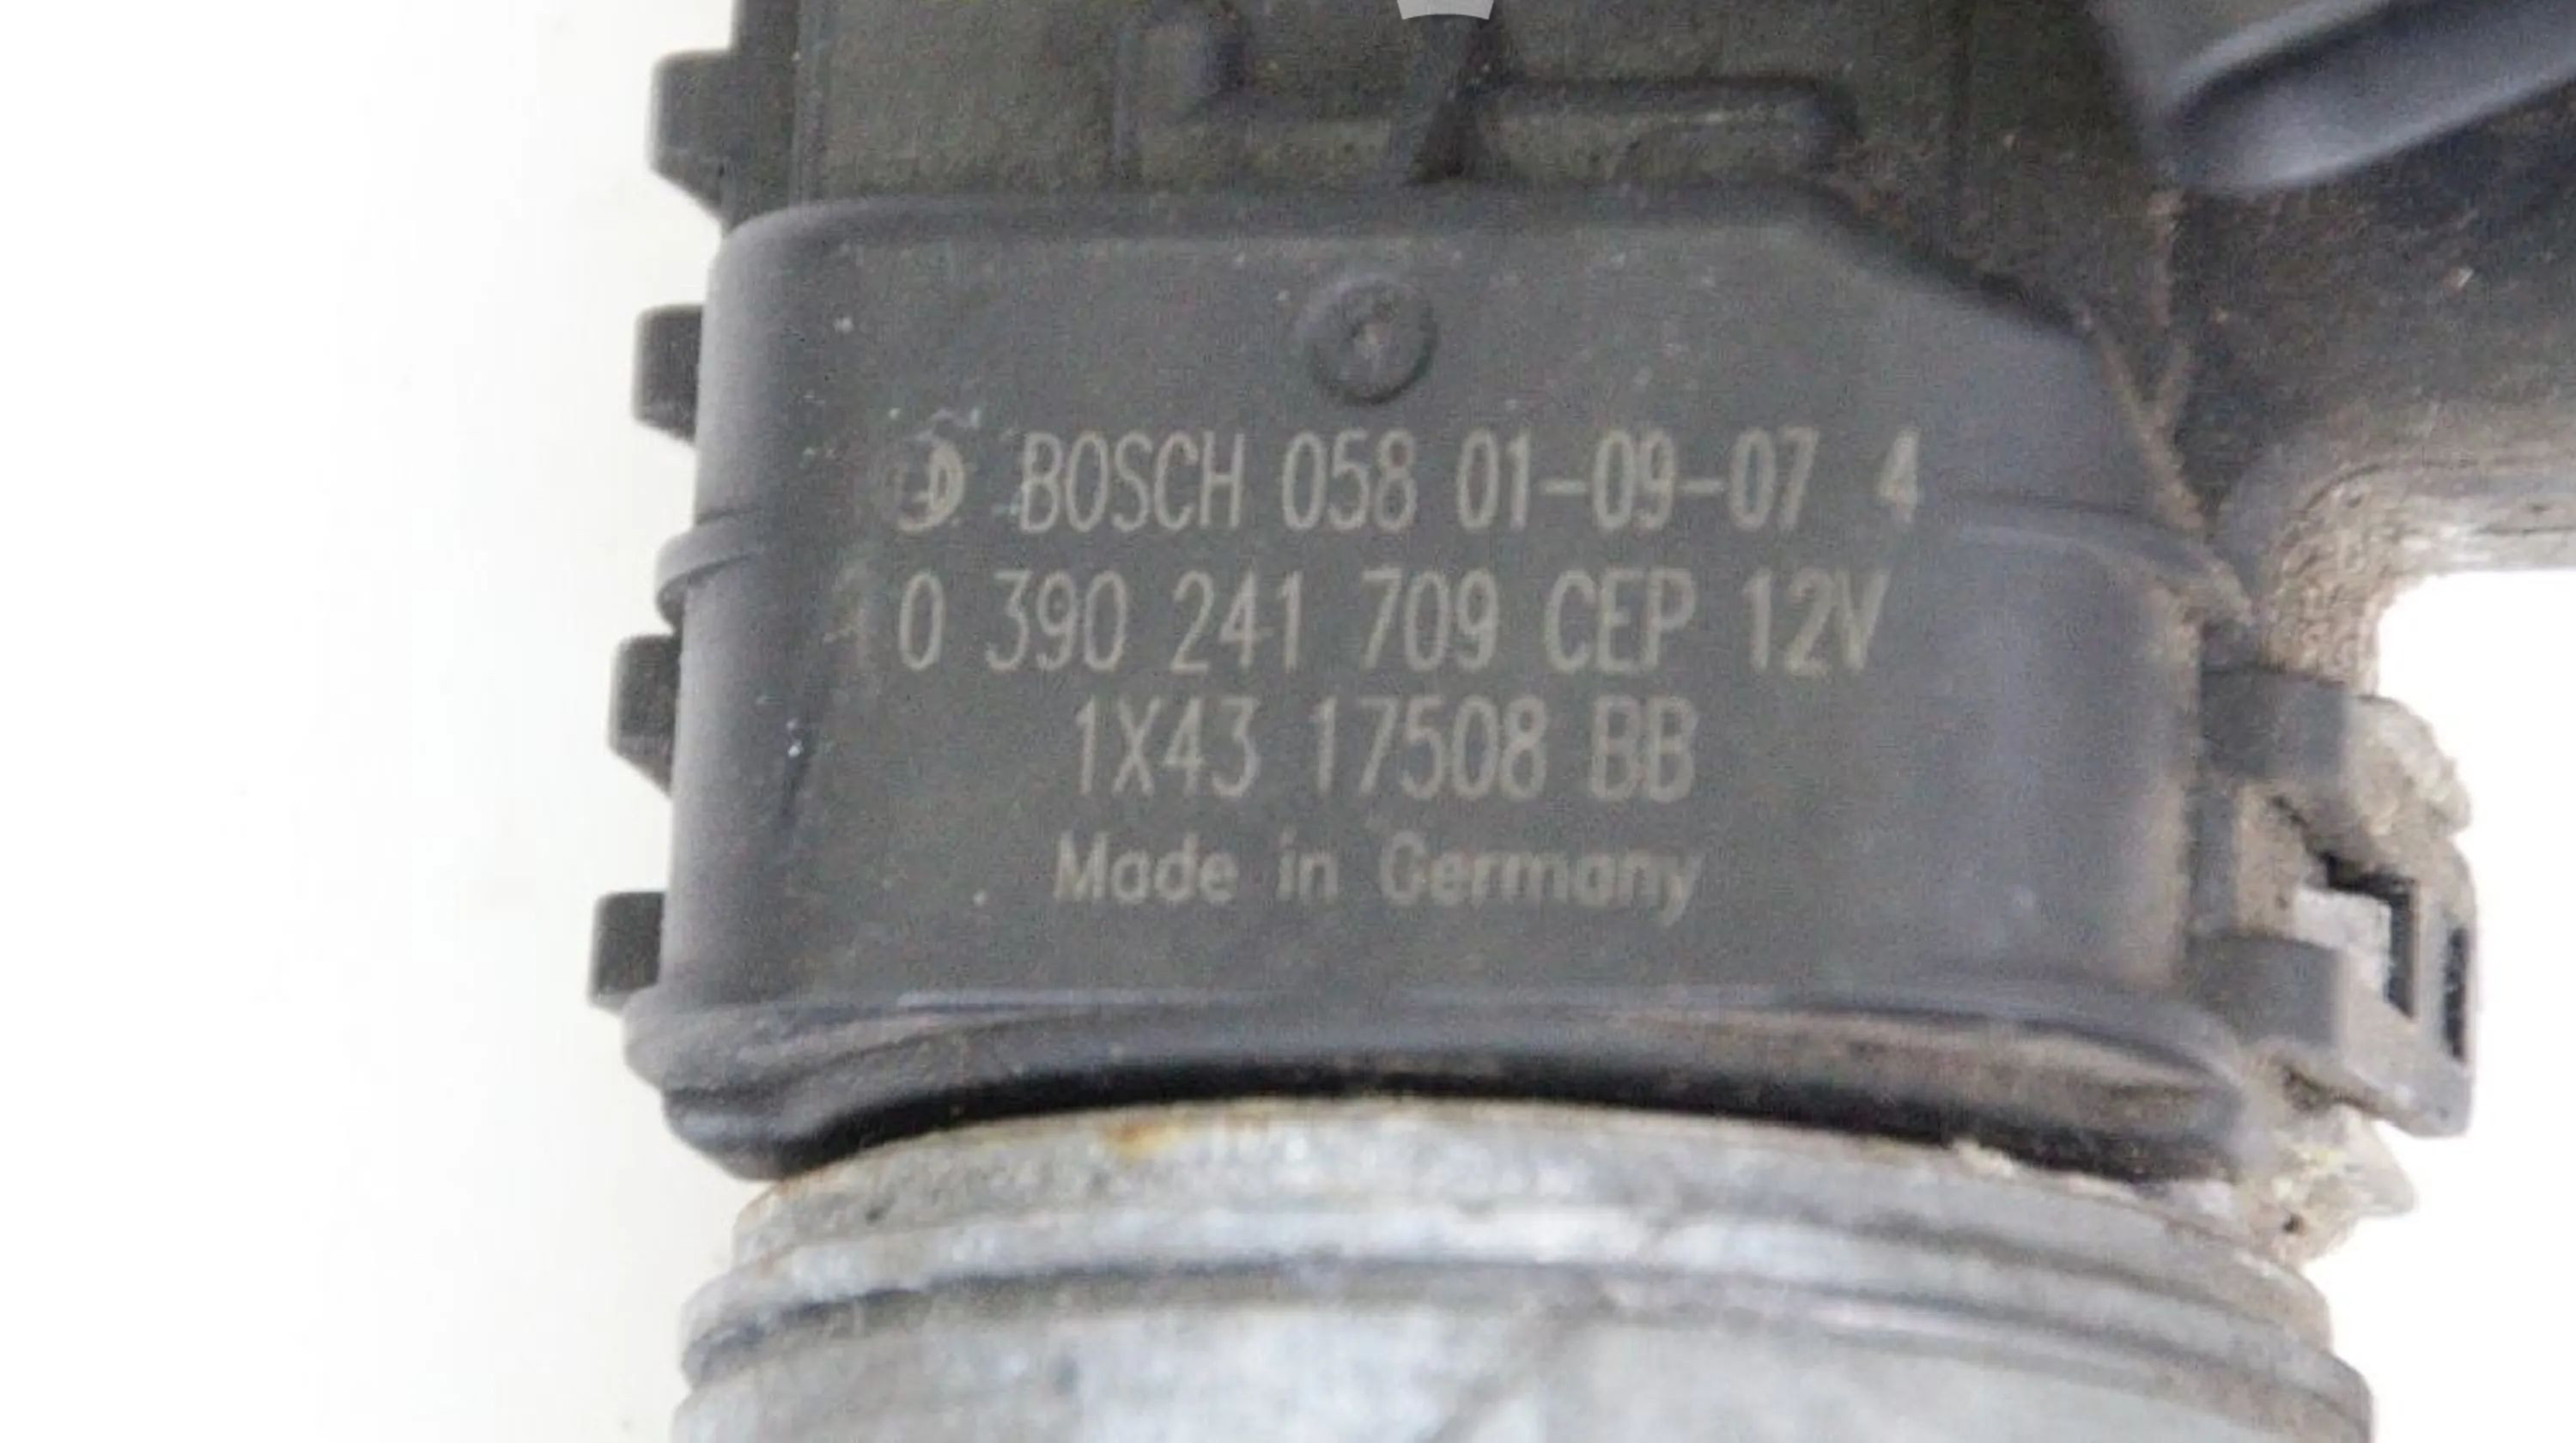 BOSCH 058 01-09-07 4
0 390 241 709 CEP 12V
1X43 17508 BB
Made in Germany